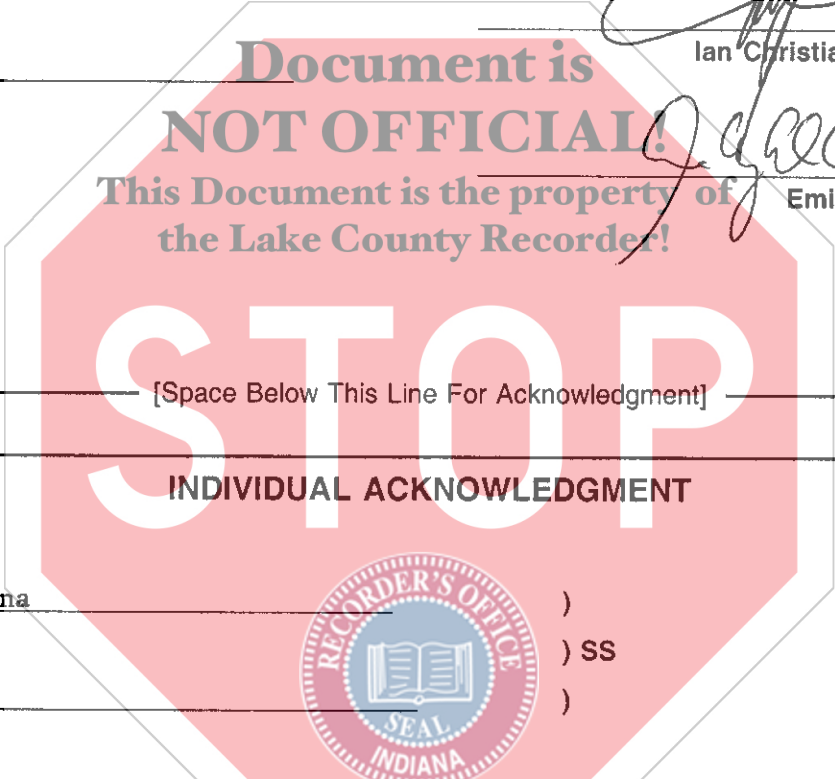 Document is
Ian Christia
NOT OFFICIAL!
This Document is the property of
Emi
the Lake County Recorder!
STOP
[Space Below This Line For Acknowledgment]
INDIVIDUAL ACKNOWLEDGMENT
na )
) SS
)
RECORDER'S OFFICE
SEAL
INDIANA